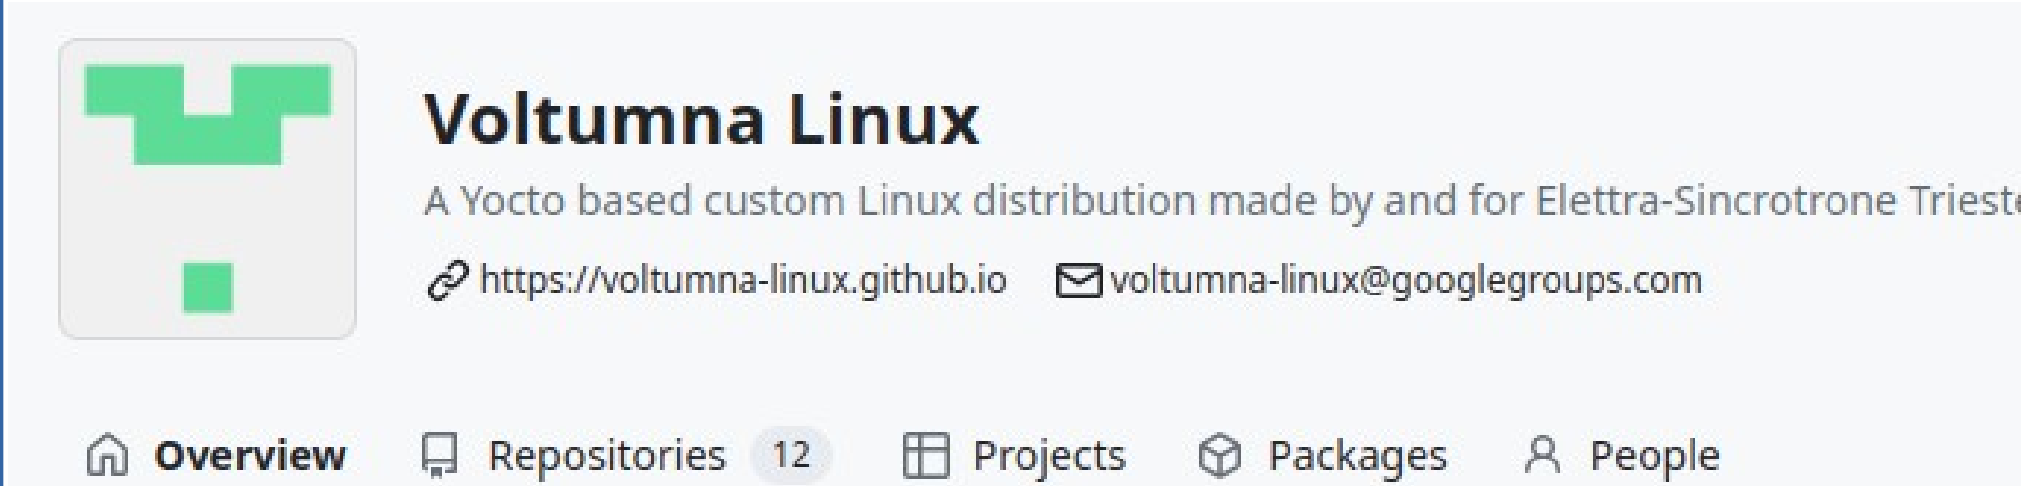 Voltumna Linux
A Yocto based custom Linux distribution made by and for Elettra-Sincrotrone Trieste
https://voltumna-linux.github.io voltumna-linux@googlegroups.com
Overview Repositories 12 Projects Packages People